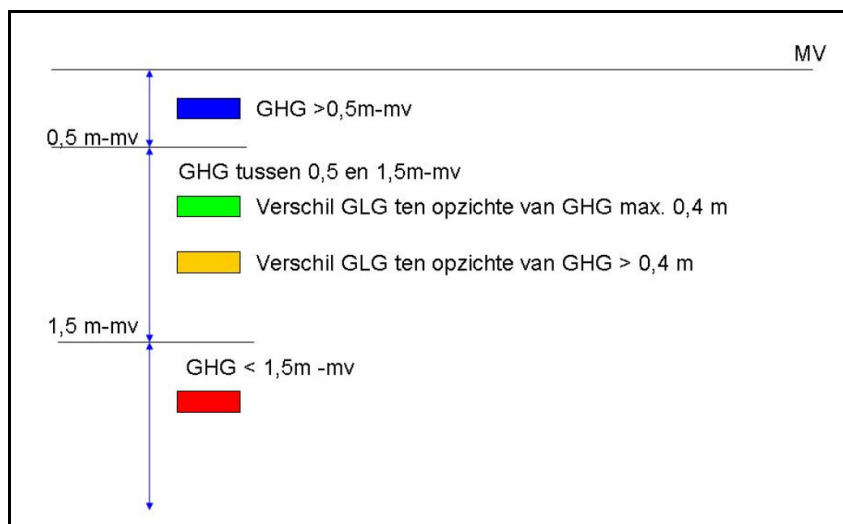 MV
GHG >0,5m-mv
0,5 m-mv
GHG tussen 0,5 en 1,5m-mv
Verschil GLG ten opzichte van GHG max. 0,4 m
Verschil GLG ten opzichte van GHG > 0,4 m
1,5 m-mv
GHG < 1,5m -mv